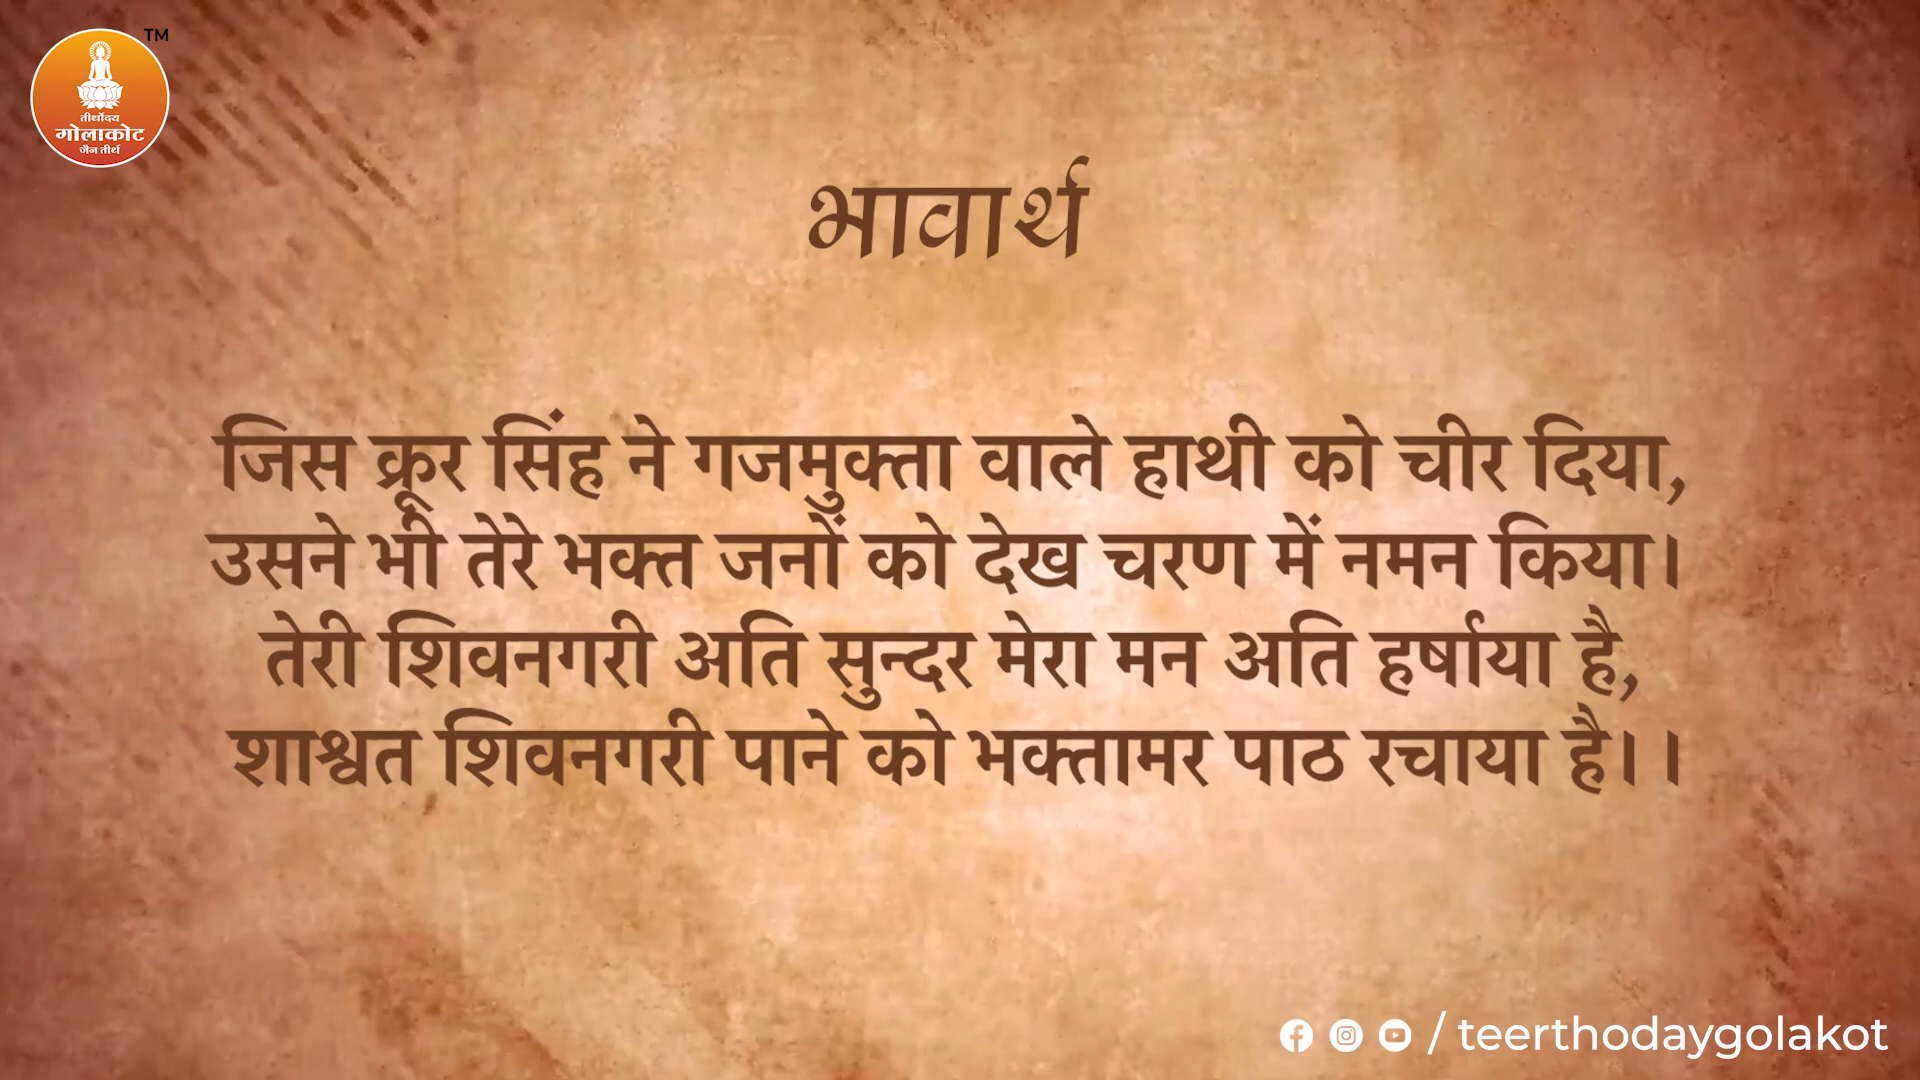 TM
तीर्थोदय
गोलाकोट
जैन तीर्थ
भावार्थ
जिस क्रूर सिंह ने गजमुक्ता वाले हाथी को चीर दिया,
उसने भी तेरे भक्त जनों को देख चरण में नमन किया।
तेरी शिवनगरी अति सुन्दर मेरा मन अति हर्षाया है,
शाश्वत शिवनगरी पाने को भक्तामर पाठ रचाया है।।
/ teerthodaygolakot